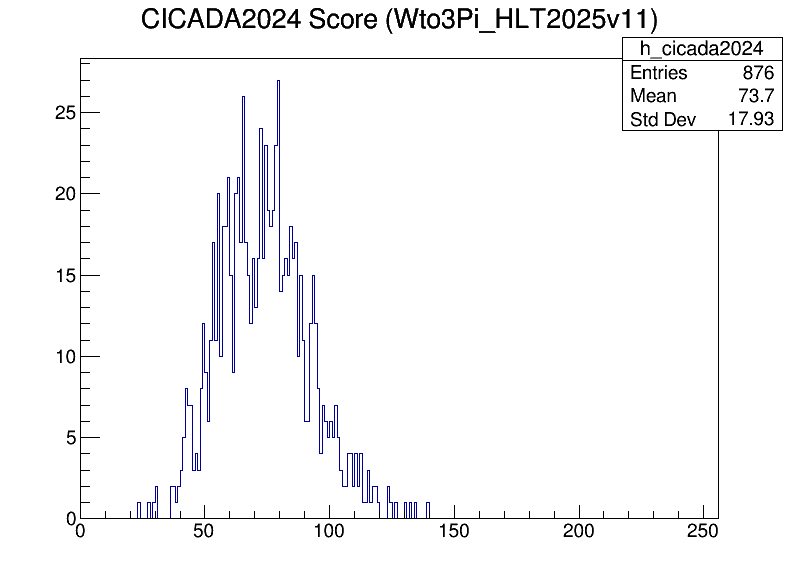 CICADA2024 Score (Wto3Pi_HLT2025v11)
h_cicada2024
Entries 876
Mean 73.7
Std Dev 17.93
25
20
15
10
5
0
0 50 100 150 200 250